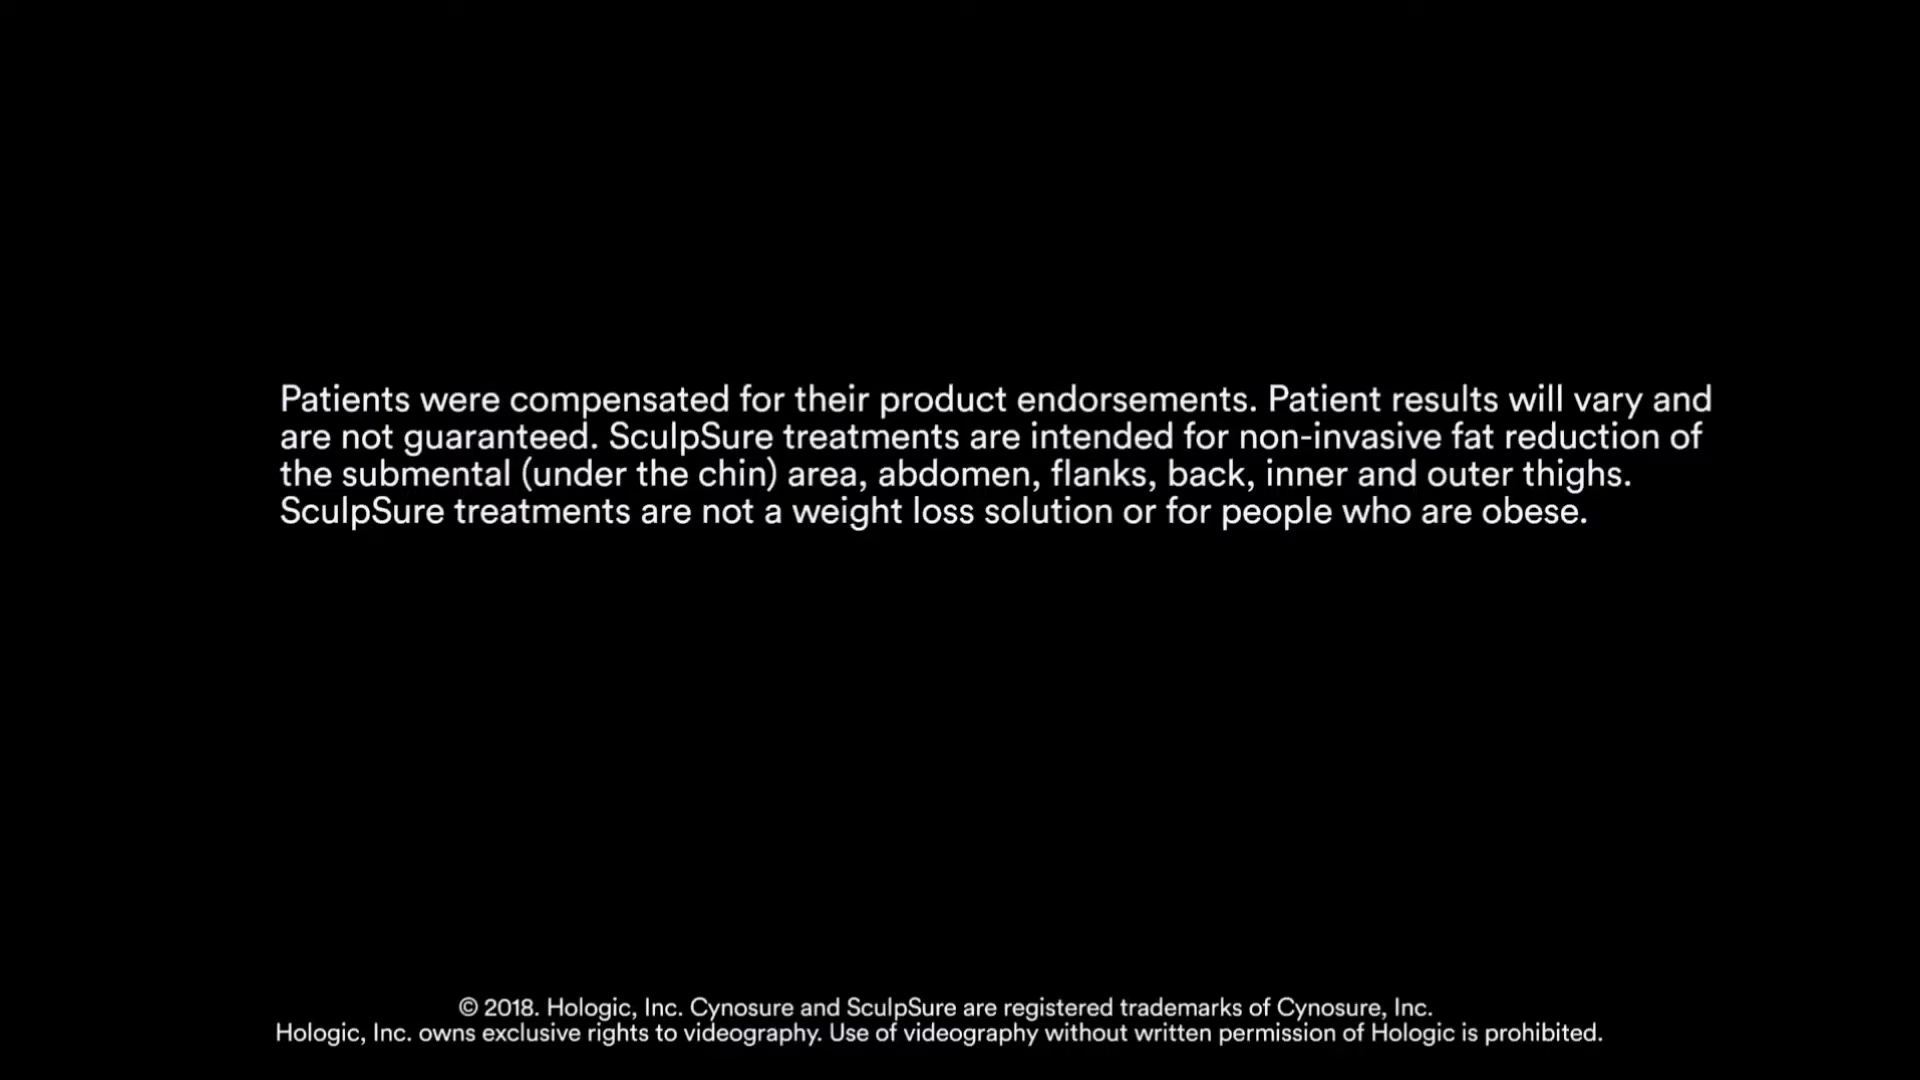 Patients were compensated for their product endorsements. Patient results will vary and
are not guaranteed. SculpSure treatments are intended for non-invasive fat reduction of
the submental (under the chin) area, abdomen, flanks, back, inner and outer thighs.
SculpSure treatments are not a weight loss solution or for people who are obese.
© 2018. Hologic, Inc. Cynosure and SculpSure are registered trademarks of Cynosure, Inc.
Hologic, Inc. owns exclusive rights to videography. Use of videography without written permission of Hologic is prohibited.